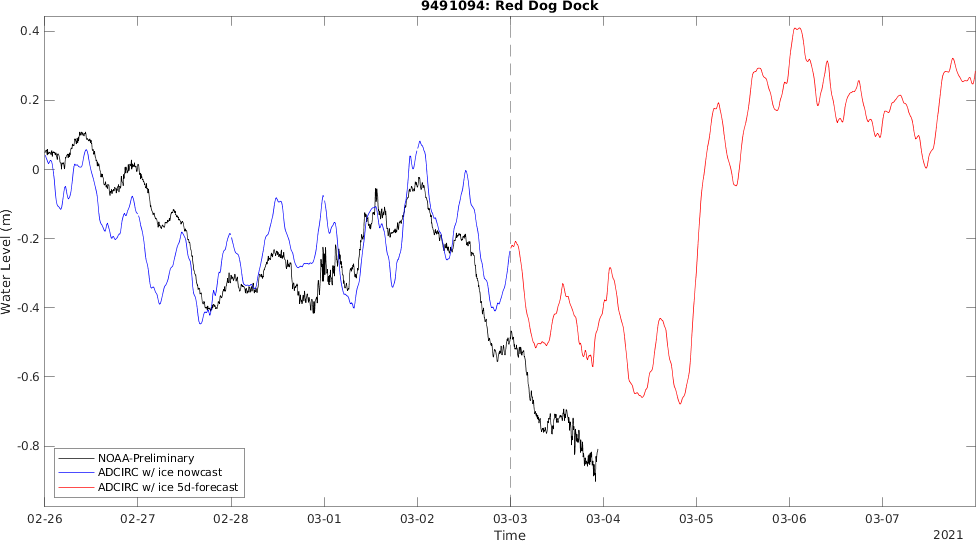 9491094: Red Dog Dock
0.4
0.2
0
-0.2
-0.4
-0.6
-0.8
Water Level (m)
NOAA-Preliminary
ADCIRC w/ ice nowcast
ADCIRC w/ ice 5d-forecast
02-26 02-27 02-28 03-01 03-02 03-03 03-04 03-05 03-06 03-07
Time
2021